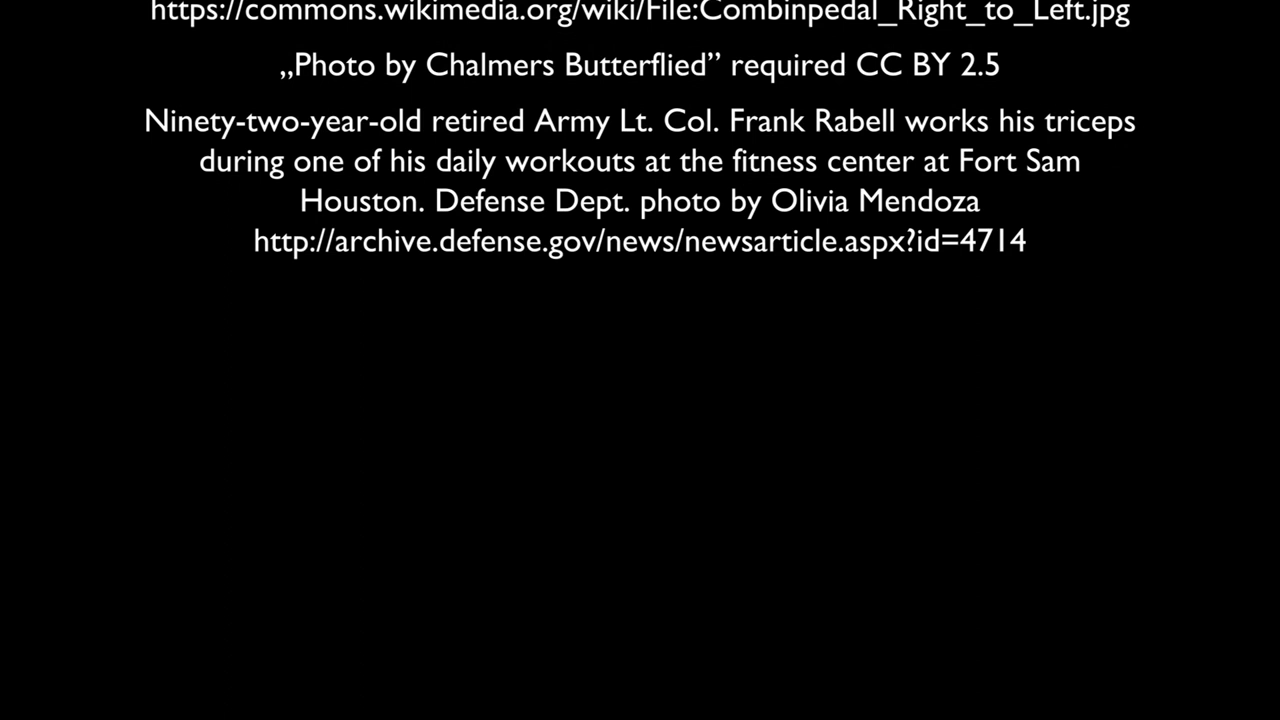 https://commons.wikimedia.org/wiki/File:Combinpedal_Right_to_Left.jpg
„Photo by Chalmers Butterflied” required CC BY 2.5
Ninety-two-year-old retired Army Lt. Col. Frank Rabell works his triceps
during one of his daily workouts at the fitness center at Fort Sam
Houston. Defense Dept. photo by Olivia Mendoza
http://archive.defense.gov/news/newsarticle.aspx?id=4714